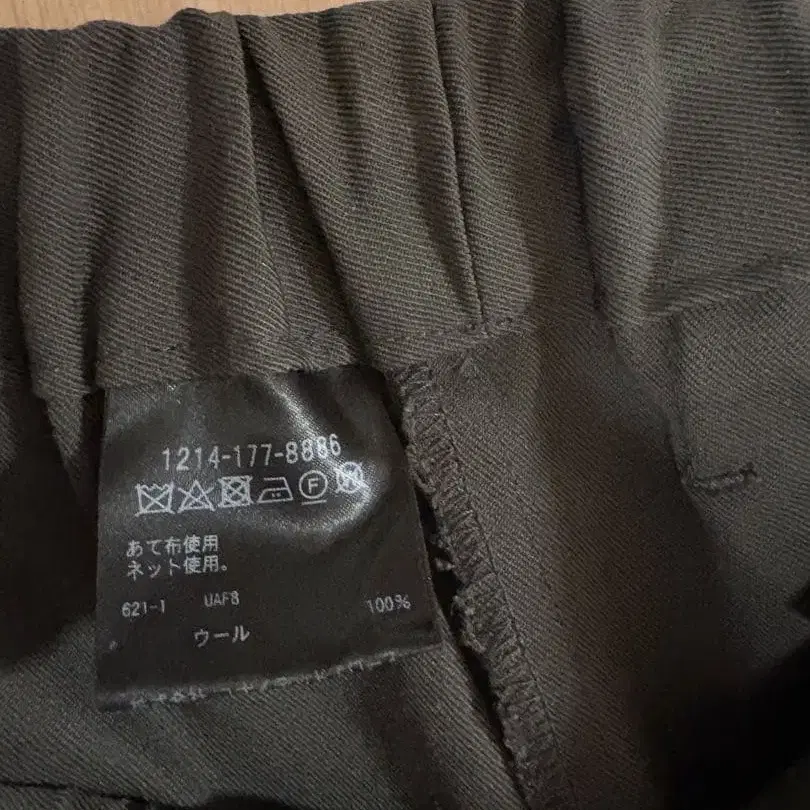 1214-177-8886
F W
あて布使用
ネット使用。
621-1 UAF8 100%
ウール